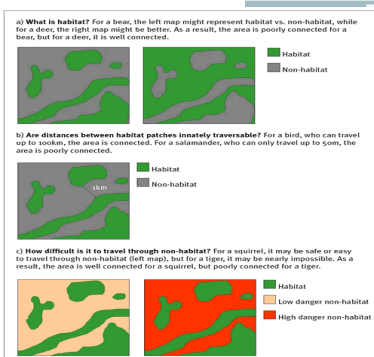 a) What is habitat? For a bear, the left map might represent habitat vs. non-habitat, while
for a deer, the right map might be better. As a result, the area is poorly connected for a
bear, but for a deer, it is well connected.
Habitat
Non-habitat
b) Are distances between habitat patches innately traversable? For a bird, who can travel
up to 100km, the area is connected. For a salamander, who can only travel up to 50m, the
area is poorly connected.
Habitat
Non-habitat
1km
c) How difficult is it to travel through non-habitat? For a squirrel, it may be safe or easy
to travel through non-habitat (left map), but for a tiger, it may be nearly impossible. As a
result, the area is well connected for a squirrel, but poorly connected for a tiger.
Habitat
Low danger non-habitat
High danger non-habitat